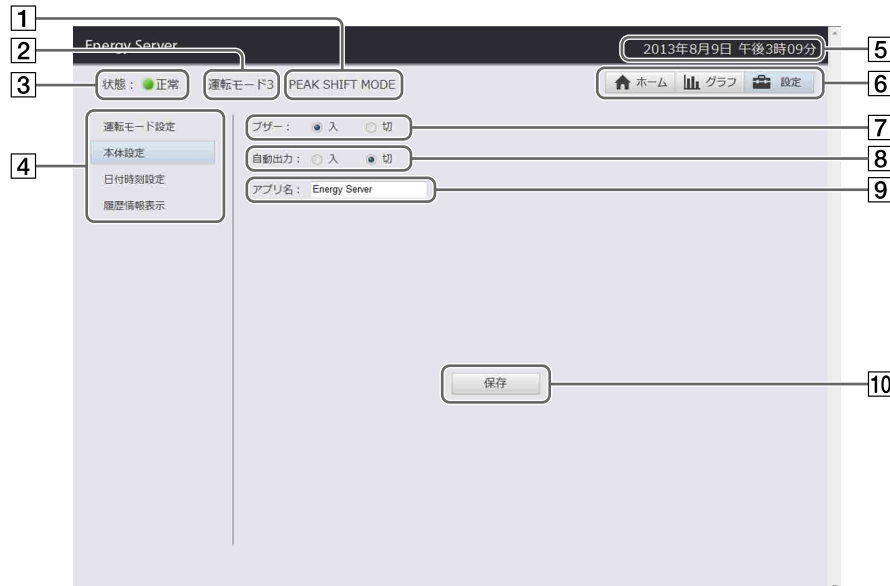 1
2
3
4
Energy Server
2013年8月9日 午後3時09分
5
状態： 正常
運転モード3
PEAK SHIFT MODE
ホーム
グラフ
設定
6
運転モード設定
本体設定
日付時刻設定
履歴情報表示
ブザー： 入 切
7
自動出力： 入 切
8
アプリ名： Energy Server
9
保存
10